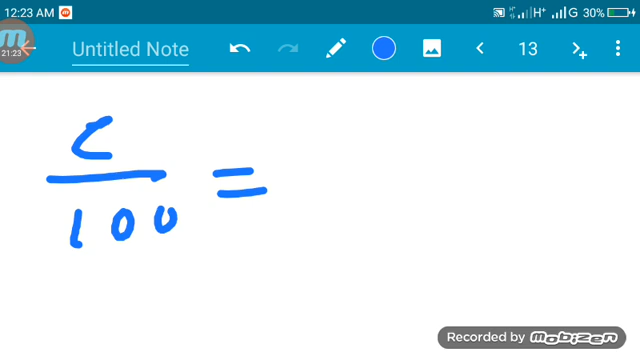 12:23 AM H+ G 30%
21:23
Untitled Note 13
C
100 =
Recorded by mobizen